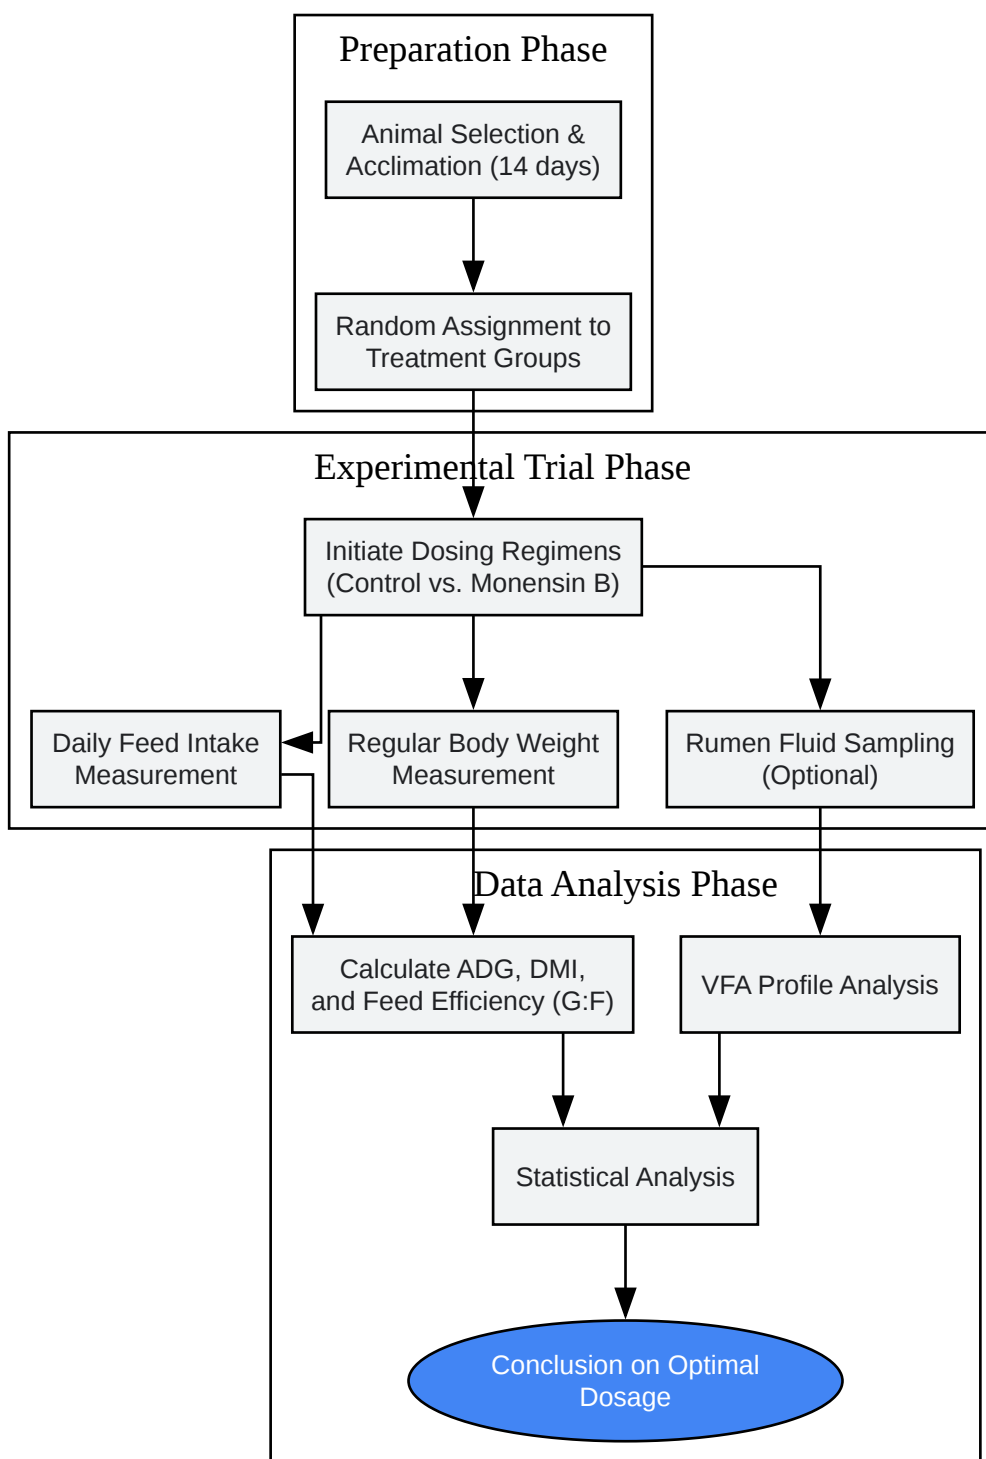 Preparation Phase
Animal Selection &
Acclimation (14 days)
Random Assignment to
Treatment Groups
Experimental Trial Phase
Initiate Dosing Regimens
(Control vs. Monensin B)
Daily Feed Intake
Measurement
Regular Body Weight
Measurement
Rumen Fluid Sampling
(Optional)
Data Analysis Phase
Calculate ADG, DMI,
and Feed Efficiency (G:F)
VFA Profile Analysis
Statistical Analysis
Conclusion on Optimal
Dosage